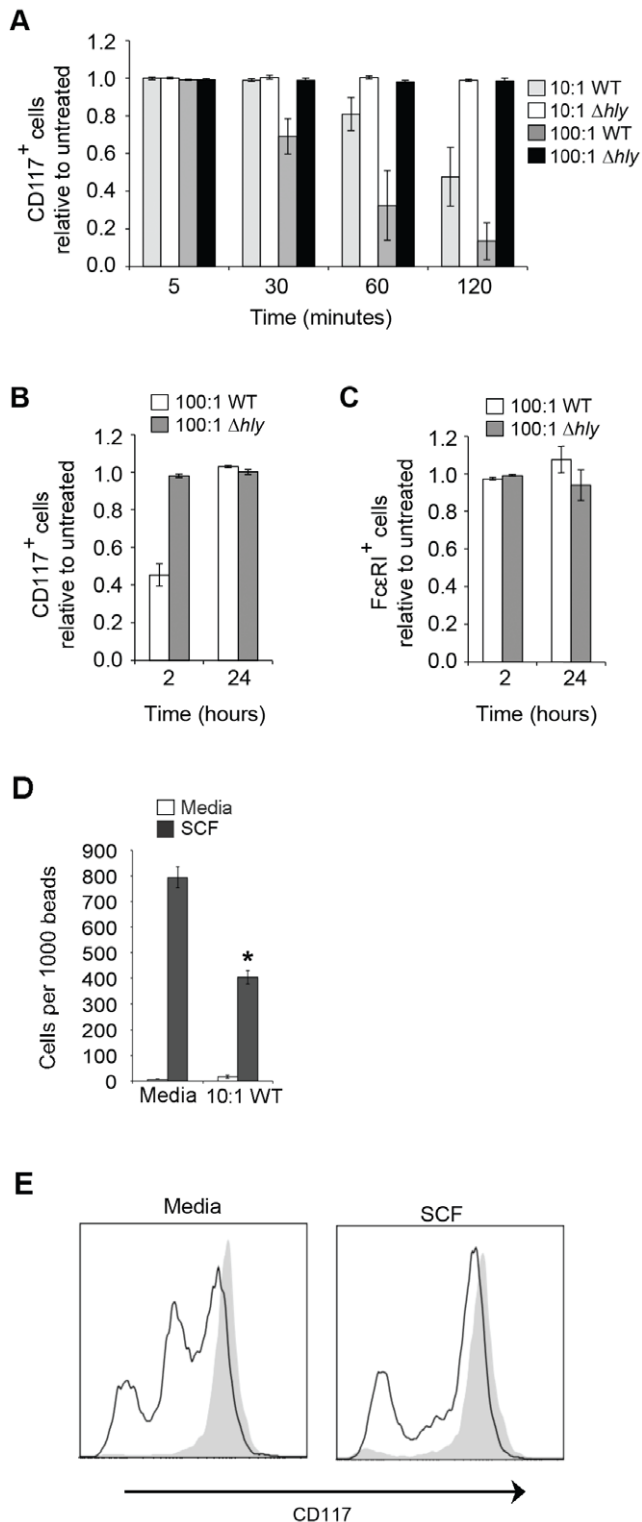 A
CD117+ cells
relative to untreated
1.2
1.0
0.8
0.6
0.4
0.2
0.0
5 30 60 120
Time (minutes)
10:1 WT
10:1 Δhly
100:1 WT
100:1 Δhly
B
100:1 WT
100:1 Δhly
CD117+ cells
relative to untreated
1.2
1.0
0.8
0.6
0.4
0.2
0.0
2 24
Time (hours)
C
100:1 WT
100:1 Δhly
FcεRI+ cells
relative to untreated
1.2
1.0
0.8
0.6
0.4
0.2
0.0
2 24
Time (hours)
D
Media
SCF
Cells per 1000 beads
900
800
700
600
500
400
300
200
100
0
*
Media 10:1 WT
E
Media SCF
CD117